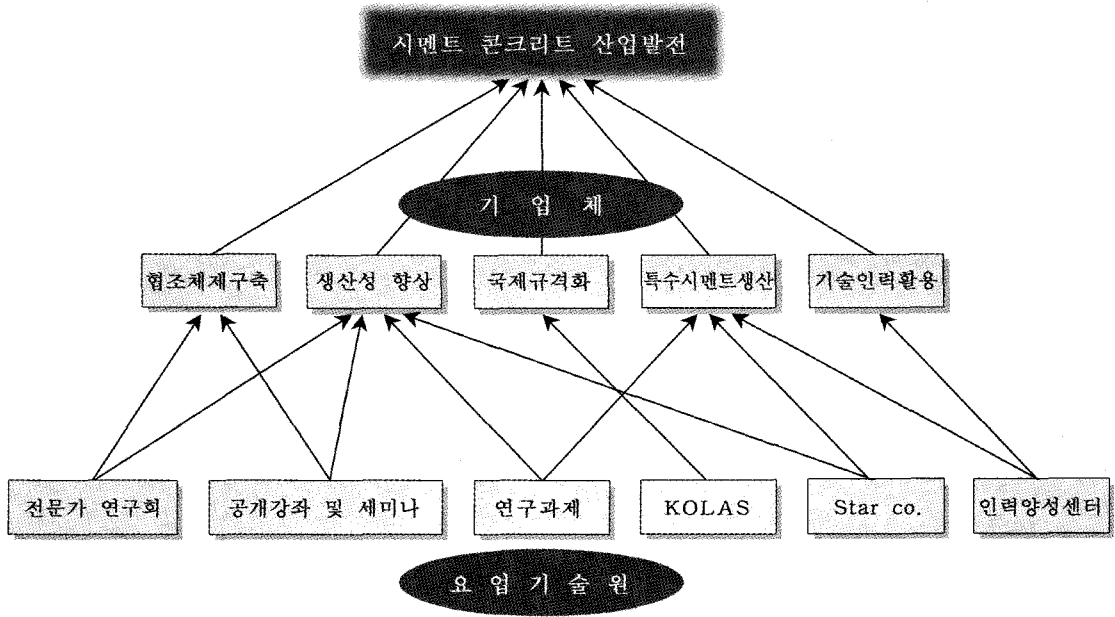 시멘트 콘크리트 산업발전
기 업 체
협조체제구축
생산성 향상
국제규격화
특수시멘트생산
기술인력활용
전문가 연구회
공개강좌 및 세미나
연구과제
KOLAS
Star co.
인력양성센터
요 업 기 술 원